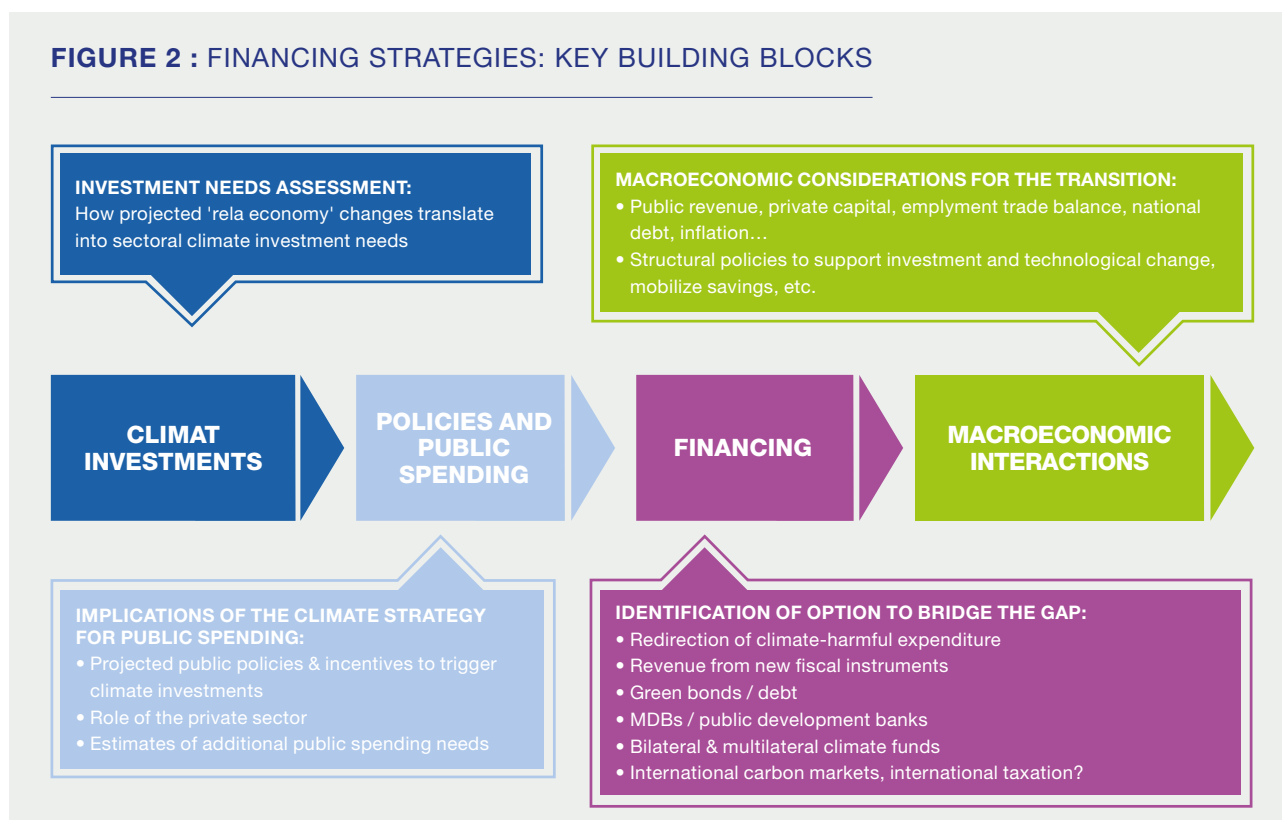 FIGURE 2 : FINANCING STRATEGIES: KEY BUILDING BLOCKS
INVESTMENT NEEDS ASSESSMENT:
How projected 'rela economy' changes translate
into sectoral climate investment needs
MACROECONOMIC CONSIDERATIONS FOR THE TRANSITION:
• Public revenue, private capital, emplyment trade balance, national
debt, inflation…
• Structural policies to support investment and technological change,
mobilize savings, etc.
CLIMAT
INVESTMENTS
POLICIES AND
PUBLIC
SPENDING
FINANCING
MACROECONOMIC
INTERACTIONS
IMPLICATIONS OF THE CLIMATE STRATEGY
FOR PUBLIC SPENDING:
• Projected public policies & incentives to trigger
climate investments
• Role of the private sector
• Estimates of additional public spending needs
IDENTIFICATION OF OPTION TO BRIDGE THE GAP:
• Redirection of climate-harmful expenditure
• Revenue from new fiscal instruments
• Green bonds / debt
• MDBs / public development banks
• Bilateral & multilateral climate funds
• International carbon markets, international taxation?